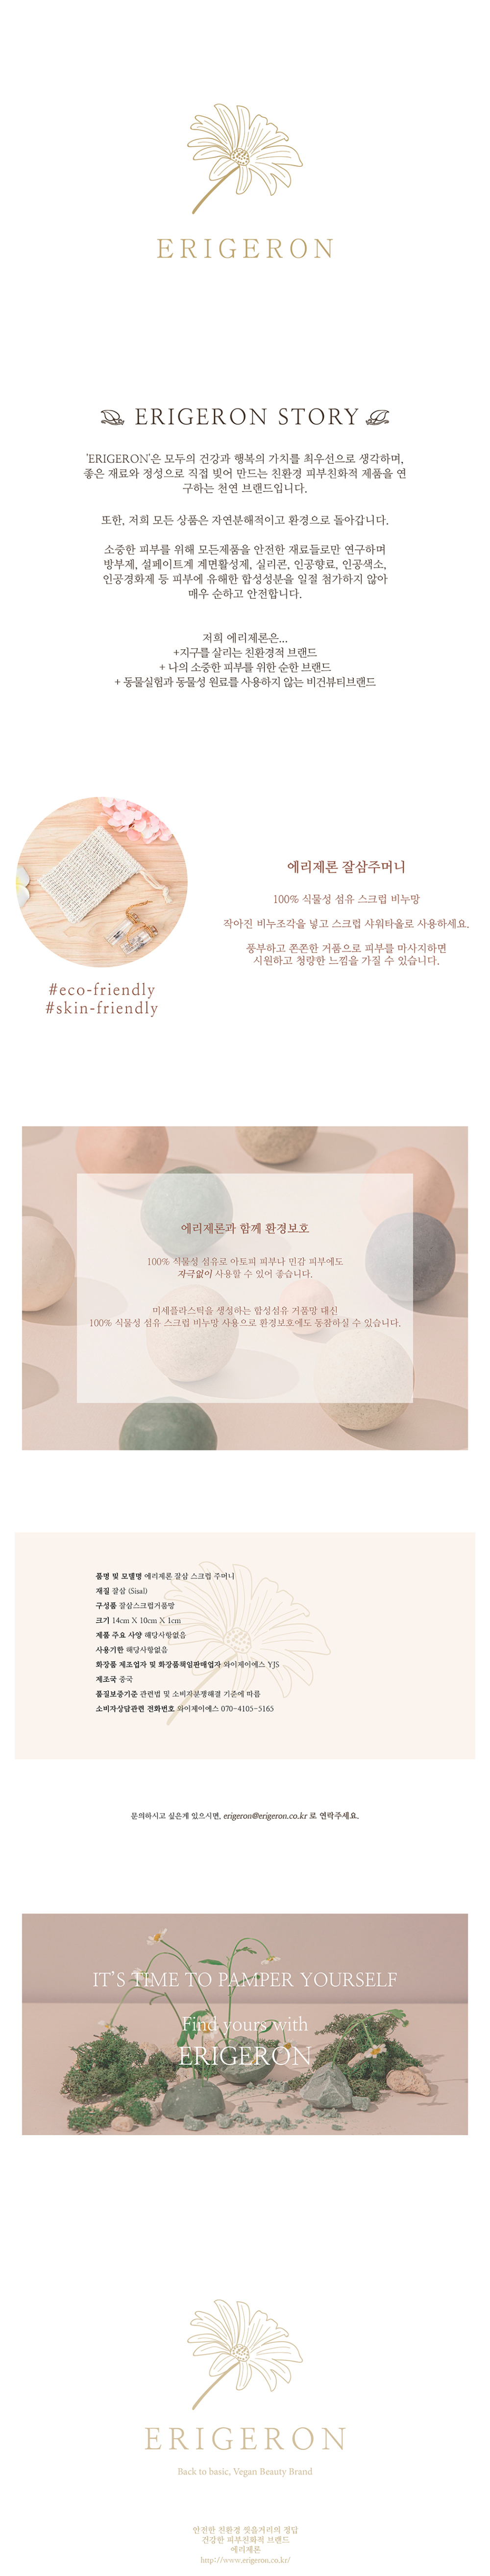 ERIGERON
ERIGERON STORY
'ERIGERON'은 모두의 건강과 행복의 가치를 최우선으로 생각하며,
좋은 재료와 정성으로 직접 빚어 만드는 친환경 피부친화적 제품을 연
구하는 천연 브랜드입니다.
또한, 저희 모든 상품은 자연분해적이고 환경으로 돌아갑니다.
소중한 피부를 위해 모든제품을 안전한 재료들로만 연구하며
방부제, 설페이트계 계면활성제, 실리콘, 인공향료, 인공색소,
인공경화제 등 피부에 유해한 합성성분을 일절 첨가하지 않아
매우 순하고 안전합니다.
저희 에리제론은...
+지구를 살리는 친환경적 브랜드
+ 나의 소중한 피부를 위한 순한 브랜드
+ 동물실험과 동물성 원료를 사용하지 않는 비건뷰티브랜드
에리제론 잘삼주머니
100% 식물성 섬유 스크럽 비누망
작아진 비누조각을 넣고 스크럽 샤워타올로 사용하세요.
풍부하고 쫀쫀한 거품으로 피부를 마사지하면
시원하고 청량한 느낌을 가질 수 있습니다.
#eco-friendly
#skin-friendly
에리제론과 함께 환경보호
100% 식물성 섬유로 아토피 피부나 민감 피부에도
자극없이 사용할 수 있어 좋습니다.
미세플라스틱을 생성하는 합성섬유 거품망 대신
100% 식물성 섬유 스크럽 비누망 사용으로 환경보호에도 동참하실 수 있습니다.
품명 및 모델명 에리제론 잘삼 스크럽 주머니
재질 잘삼 (Sisal)
구성품 잘삼스크럽거품망
크기 14cm X 10cm X 1cm
제품 주요 사양 해당사항없음
사용기한 해당사항없음
화장품 제조업자 및 화장품책임판매업자 와이제이에스 YJS
제조국 중국
품질보증기준 관련법 및 소비자분쟁해결 기준에 따름
소비자상담관련 전화번호 와이제이에스 070-4105-5165
문의하시고 싶은게 있으시면, erigeron@erigeron.co.kr 로 연락주세요.
IT'S TIME TO PAMPER YOURSELF
Find yours with
ERIGERON
ERIGERON
Back to basic, Vegan Beauty Brand
안전한 친환경 씻을거리의 정답
건강한 피부친화적 브랜드
에리제론
http://www.erigeron.co.kr/